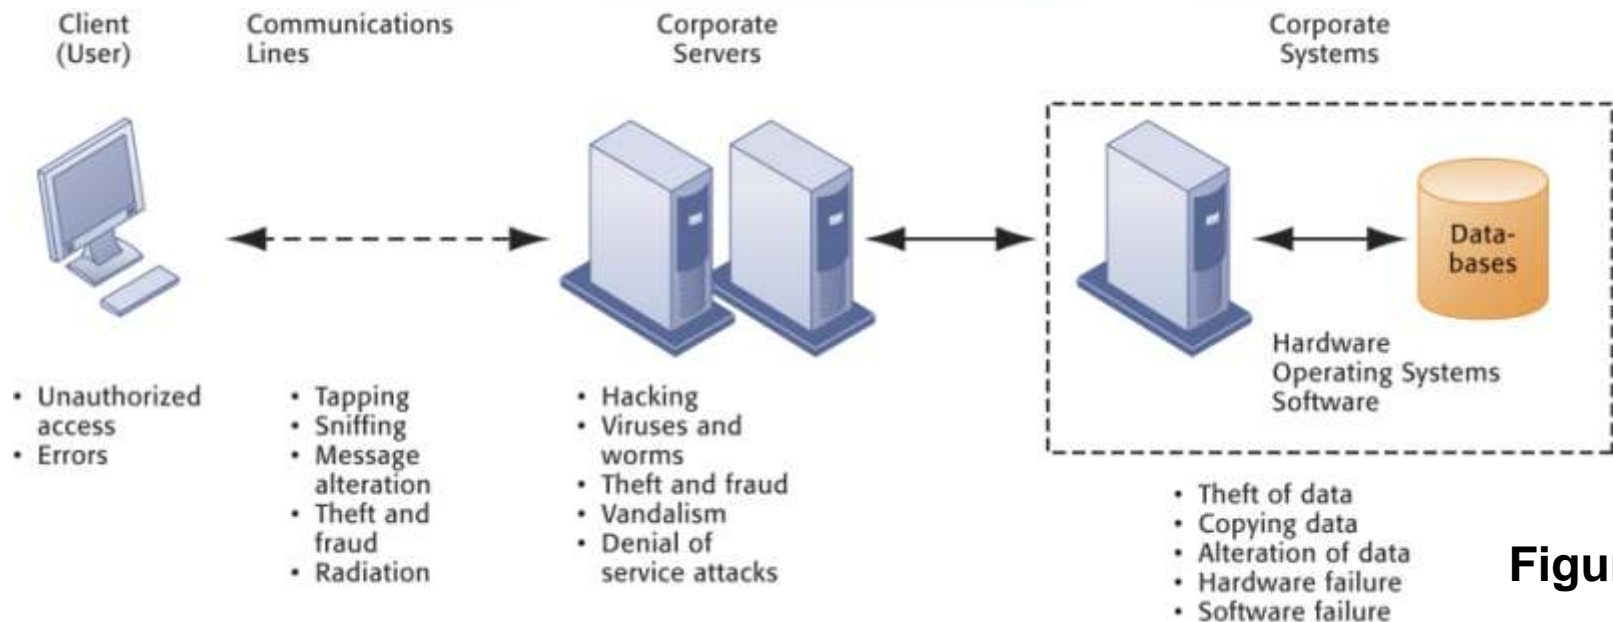 Client
(User)
Communications
Lines
Corporate
Servers
Corporate
Systems
Data-
bases
Hardware
Operating Systems
Software
• Unauthorized
access
• Errors
• Tapping
• Sniffing
• Message
alteration
• Theft and
fraud
• Radiation
• Hacking
• Viruses and
worms
• Theft and fraud
• Vandalism
• Denial of
service attacks
• Theft of data
• Copying data
• Alteration of data
• Hardware failure
• Software failure